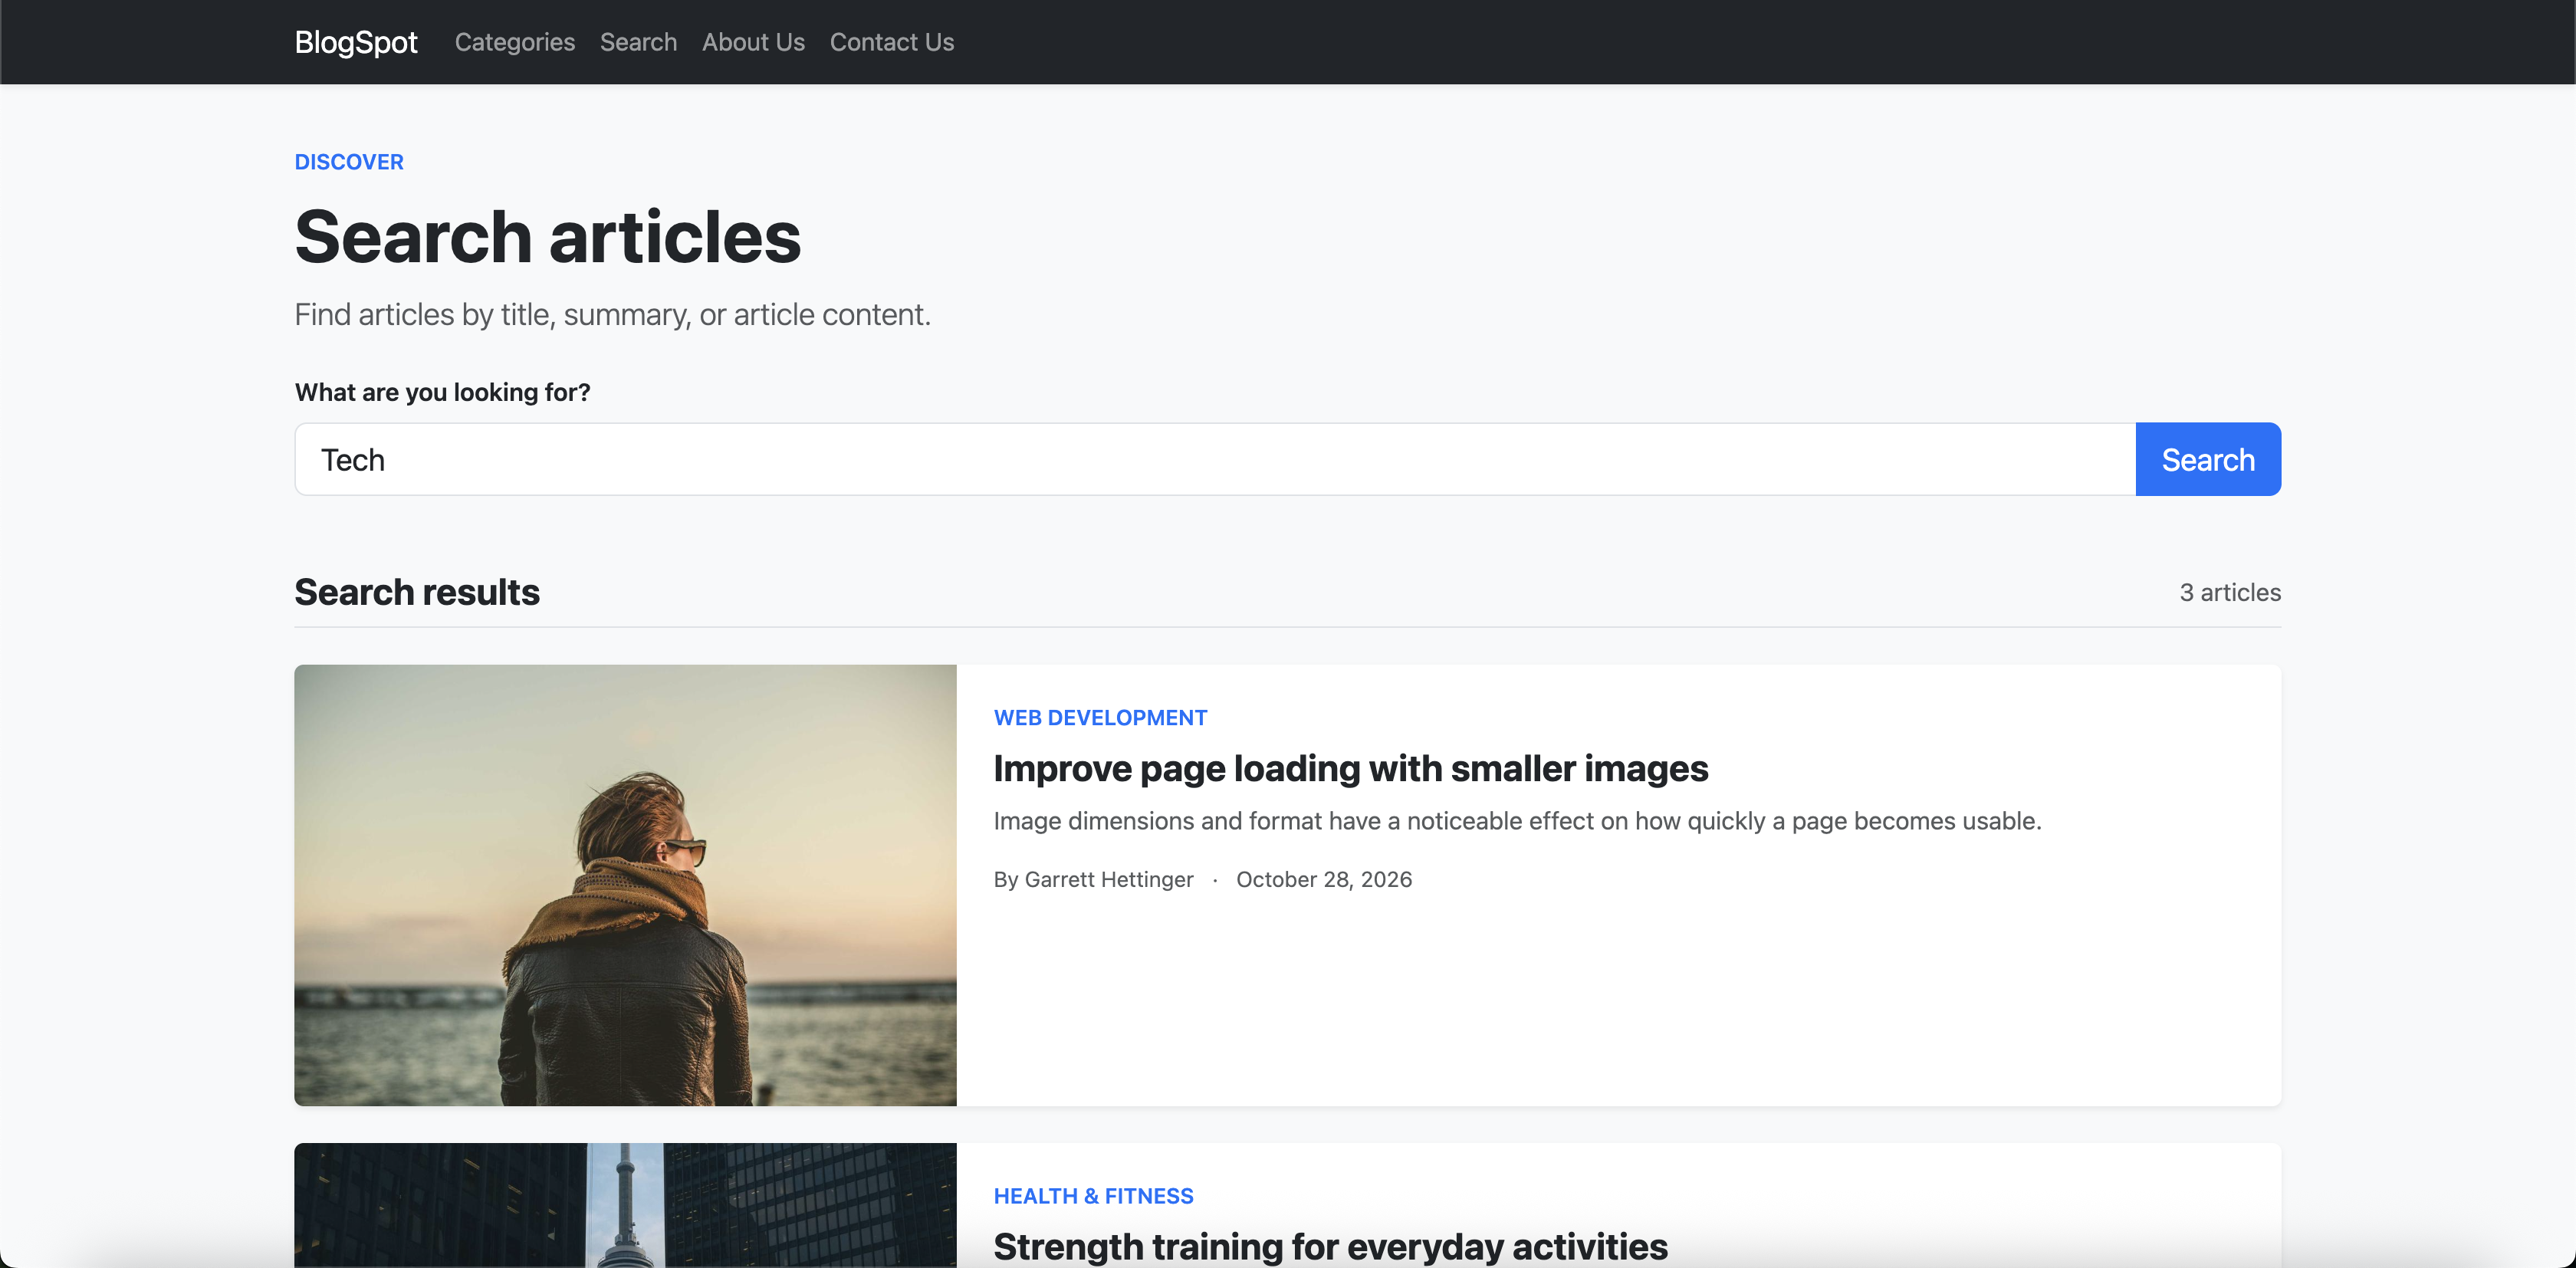 BlogSpot Categories Search About Us Contact Us
DISCOVER
Search articles
Find articles by title, summary, or article content.
What are you looking for?
Tech Search
Search results 3 articles
WEB DEVELOPMENT
Improve page loading with smaller images
Image dimensions and format have a noticeable effect on how quickly a page becomes usable.
By Garrett Hettinger · October 28, 2026
HEALTH & FITNESS
Strength training for everyday activities